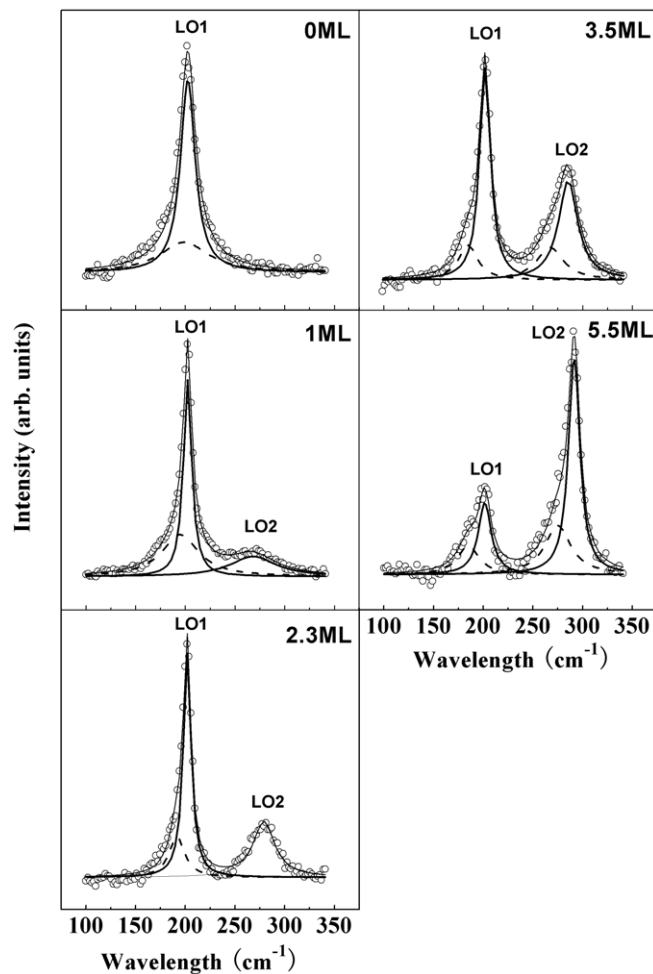 LO1
0ML
LO1
3.5ML
LO2
LO1
1ML
LO2
LO2
5.5ML
LO1
LO1
2.3ML
LO2
Intensity (arb. units)
100 150 200 250 300 350
Wavelength (cm-1)
100 150 200 250 300 350
Wavelength (cm-1)